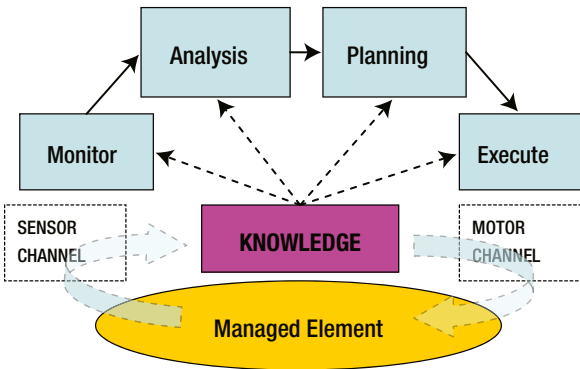 Analysis
Planning
Monitor
Execute
SENSOR
CHANNEL
KNOWLEDGE
MOTOR
CHANNEL
Managed Element